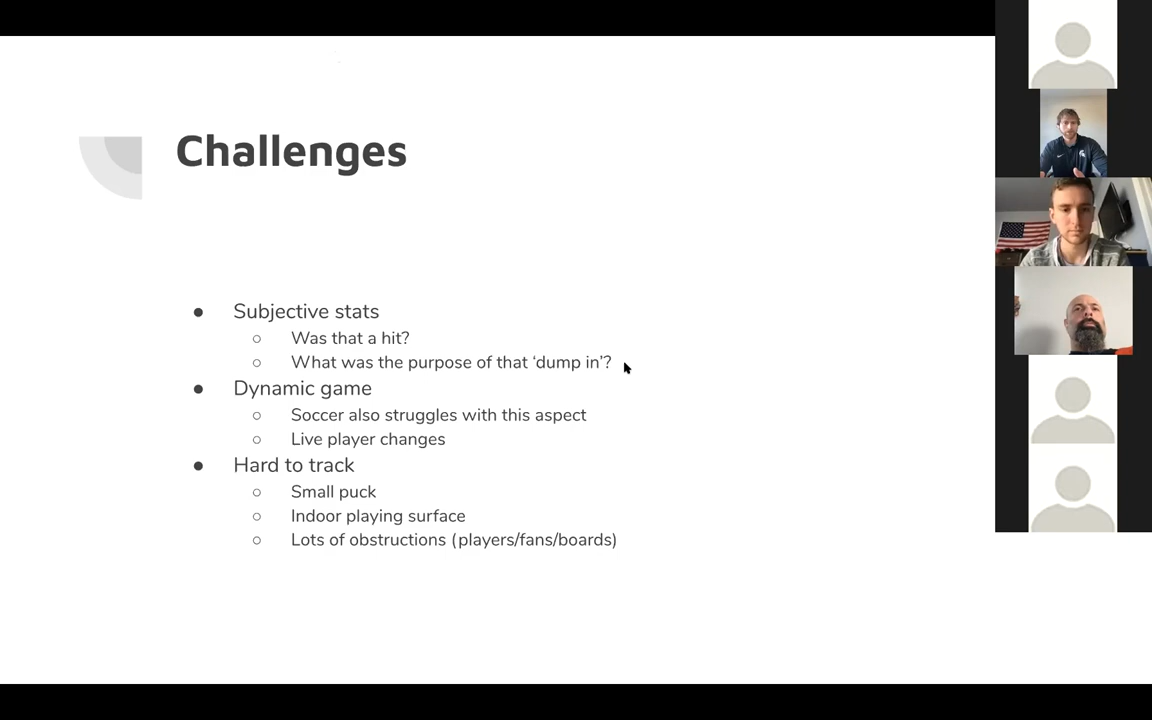 Challenges
● Subjective stats
○ Was that a hit?
○ What was the purpose of that ‘dump in’?
● Dynamic game
○ Soccer also struggles with this aspect
○ Live player changes
● Hard to track
○ Small puck
○ Indoor playing surface
○ Lots of obstructions (players/fans/boards)